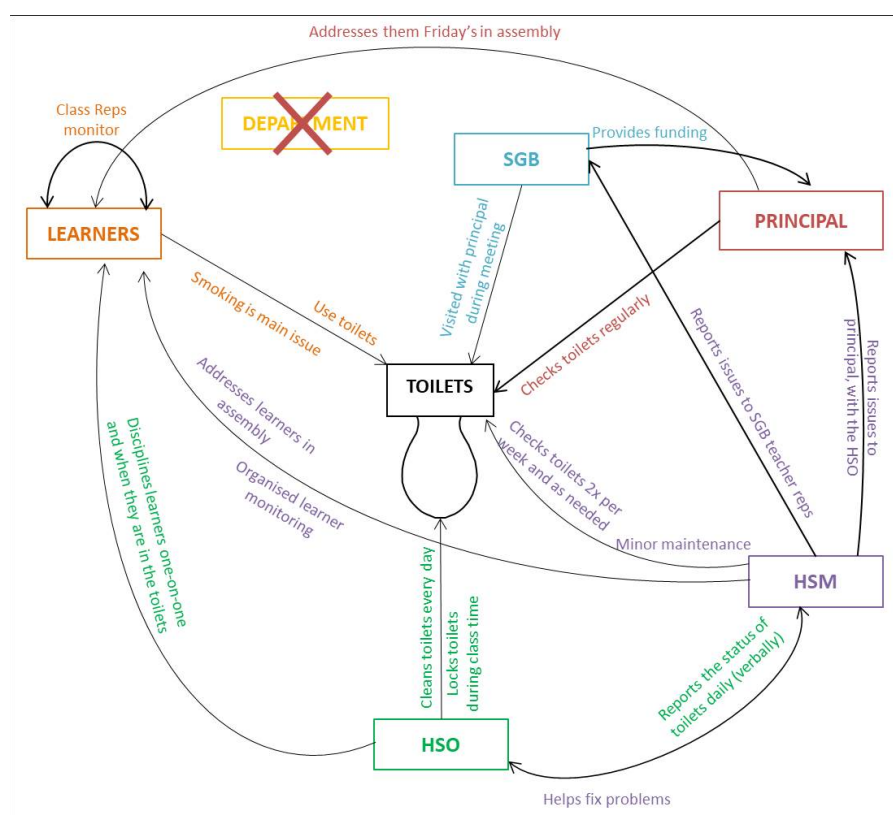 Addresses them Friday's in assembly
Class Reps
monitor
DEPARTMENT
Provides funding
SGB
LEARNERS
PRINCIPAL
Visited with principal
during meeting
Use toilets
Smoking is main issue
Checks toilets regularly
TOILETS
Reports issues to SGB teacher reps
Reports issues to
principal, with the HSO
Addresses learners in
assembly
Organised learner
monitoring
Checks toilets 2x per
week and as needed
Minor maintenance
Disciplines learners one-on-one
and when they are in the toilets
HSM
Cleans toilets every day
Locks toilets
during class time
Reports the status of
toilets daily (verbally)
HSO
Helps fix problems